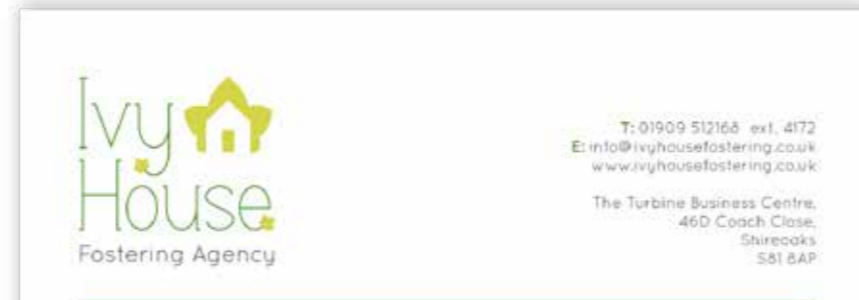 Ivy
House
Fostering Agency
T: 01909 512168 ext. 4172
E: info@ivyhousefostering.co.uk
www.ivyhousefostering.co.uk
The Turbine Business Centre,
46D Coach Close,
Shireoaks
S81 8AP